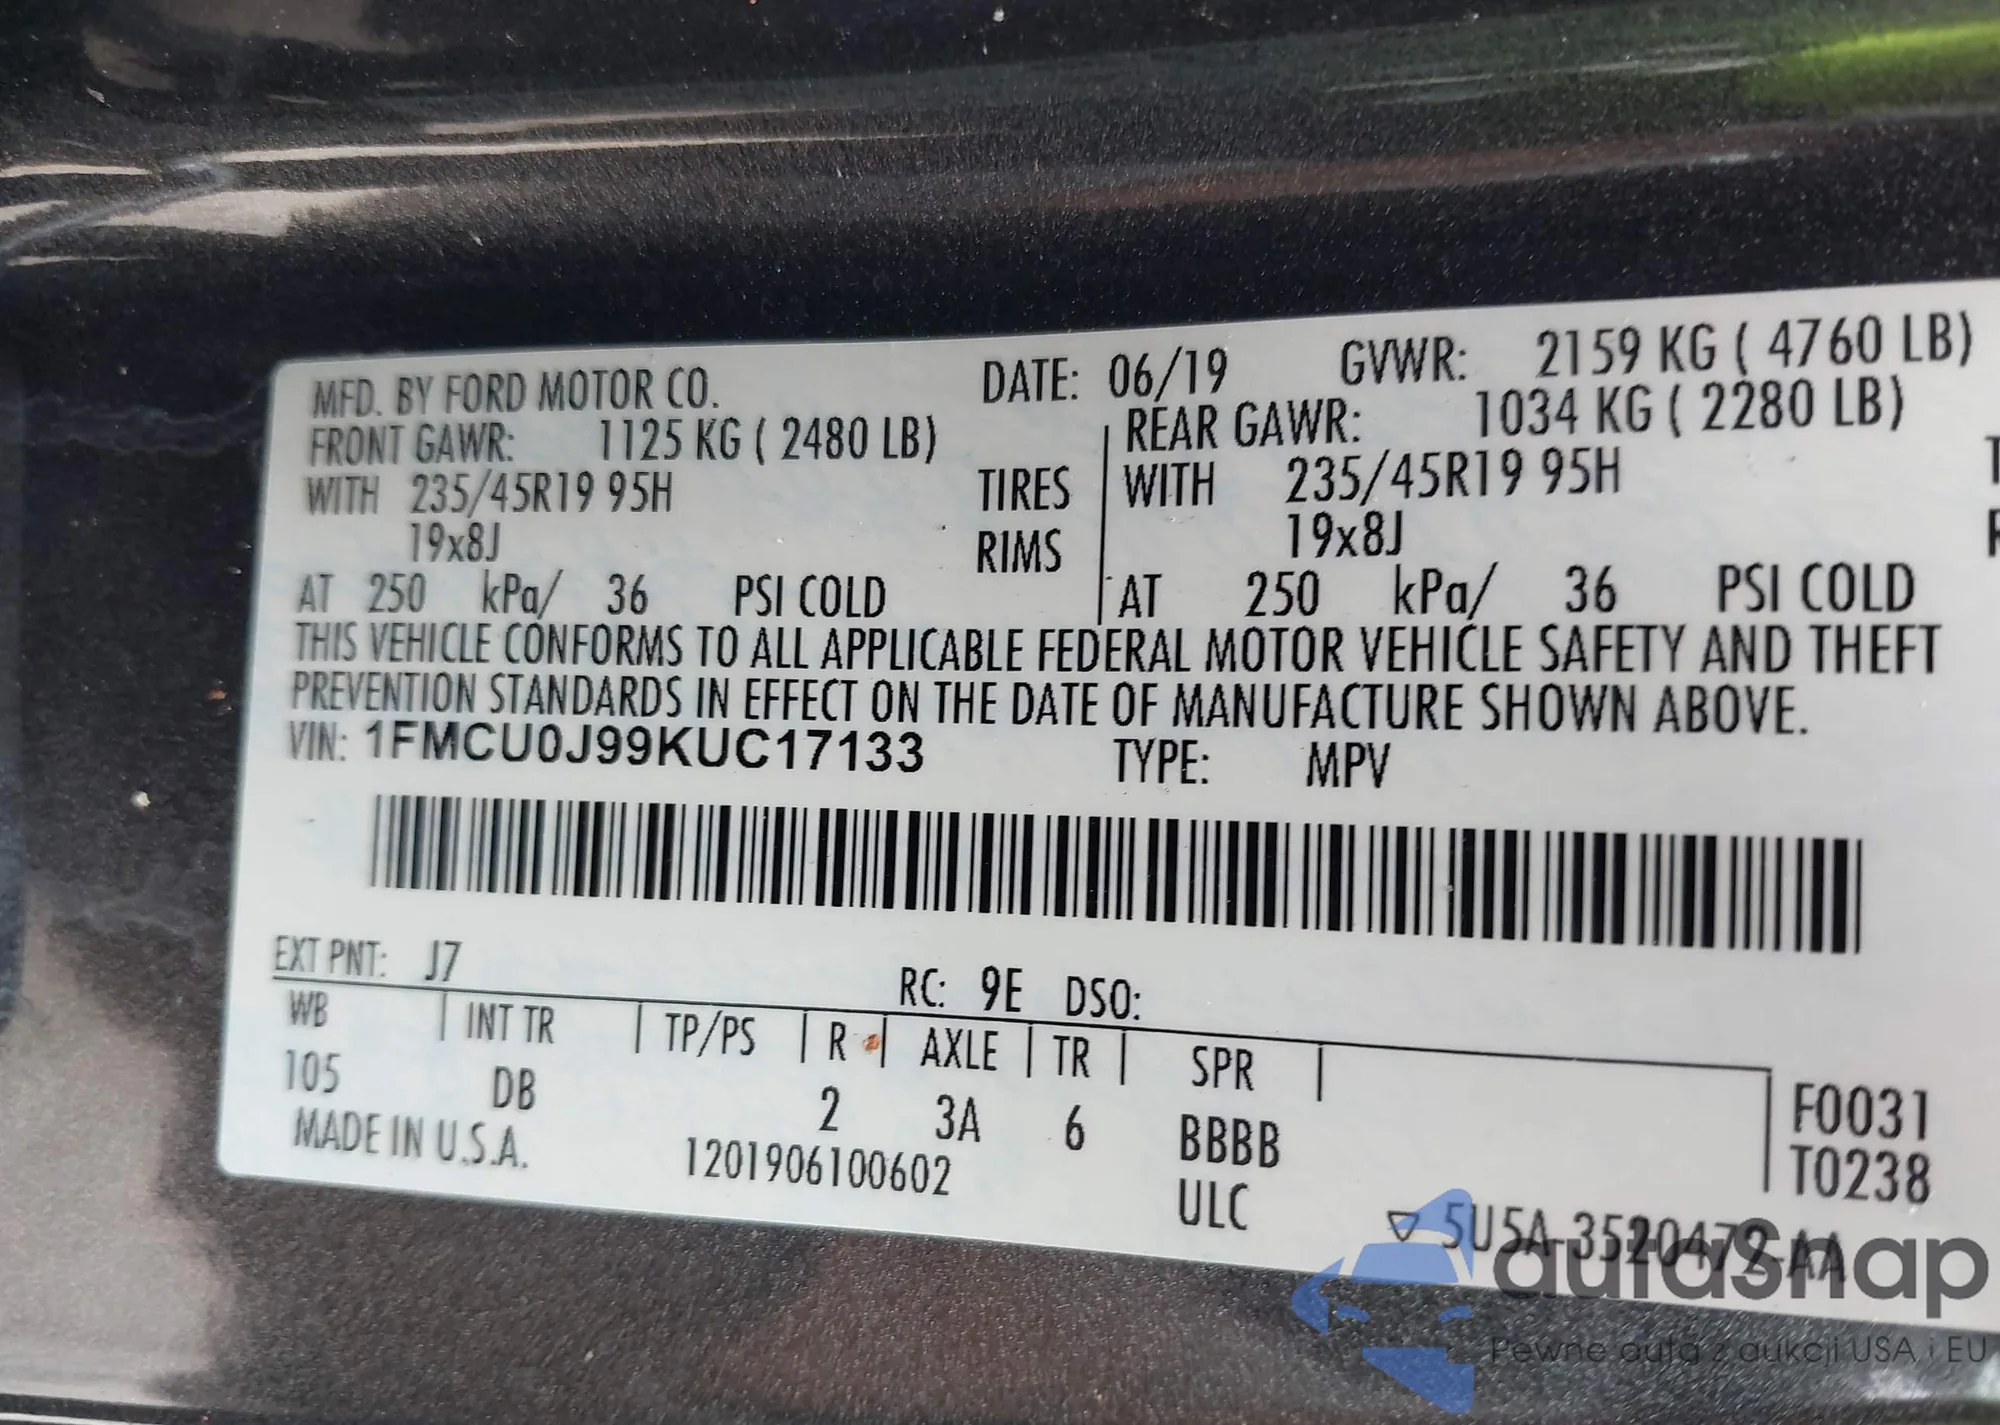 MFD. BY FORD MOTOR CO. DATE: 06/19 GVWR: 2159 KG ( 4760 LB)
FRONT GAWR: 1125 KG ( 2480 LB) REAR GAWR: 1034 KG ( 2280 LB)
WITH 235/45R19 95H TIRES WITH 235/45R19 95H
19x8J RIMS 19x8J
AT 250 kPa/ 36 PSI COLD AT 250 kPa/ 36 PSI COLD
THIS VEHICLE CONFORMS TO ALL APPLICABLE FEDERAL MOTOR VEHICLE SAFETY AND THEFT
PREVENTION STANDARDS IN EFFECT ON THE DATE OF MANUFACTURE SHOWN ABOVE.
VIN: 1FMCU0J99KUC17133 TYPE: MPV
EXT PNT: J7 RC: 9E DSO:
WB INT TR TP/PS R AXLE TR SPR
105 DB 2 3A 6 BBBB F0031
MADE IN U.S.A. 1201906100602 ULC T0238
5U5A-3520472-AA
autasnap
Pewne auta z aukcji USA i EU